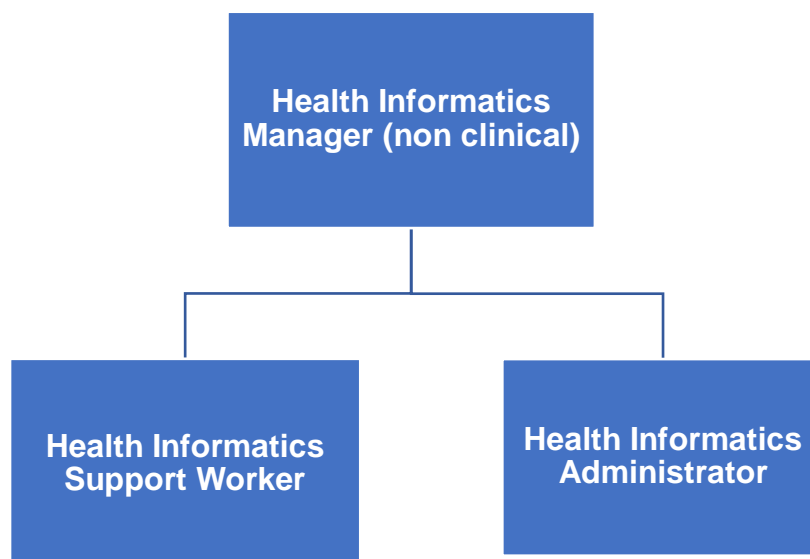 Health Informatics
Manager (non clinical)
Health Informatics
Support Worker
Health Informatics
Administrator